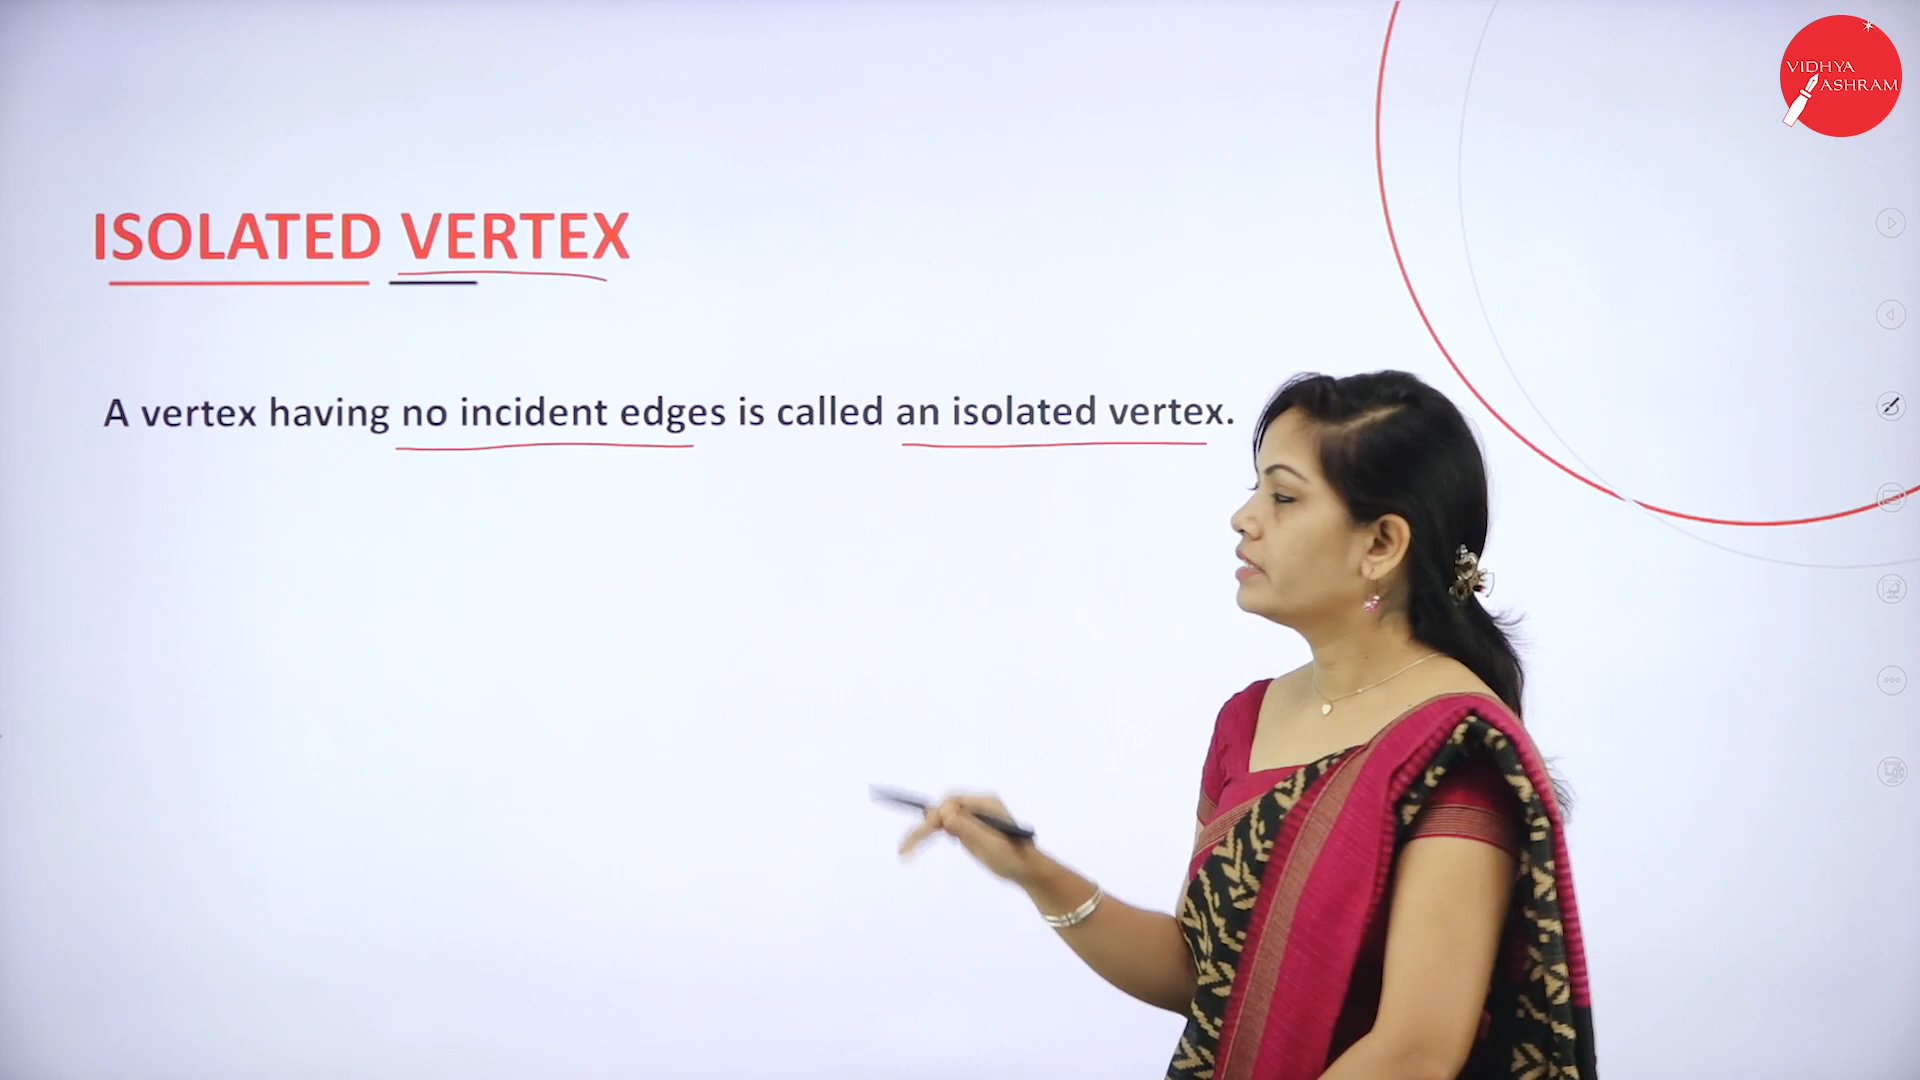 VIDHYA
ASHRAM
ISOLATED VERTEX
A vertex having no incident edges is called an isolated vertex.